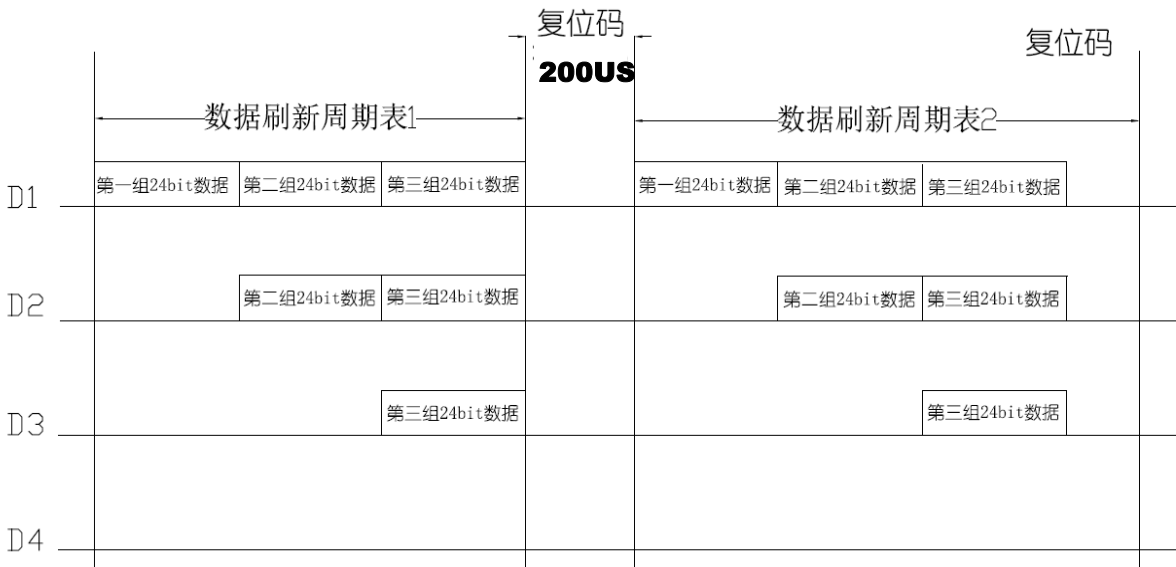 复位码
200US
复位码
数据刷新周期表1
数据刷新周期表2
D1
第一组24bit数据
第二组24bit数据
第三组24bit数据
第一组24bit数据
第二组24bit数据
第三组24bit数据
D2
第二组24bit数据
第三组24bit数据
第二组24bit数据
第三组24bit数据
D3
第三组24bit数据
第三组24bit数据
D4